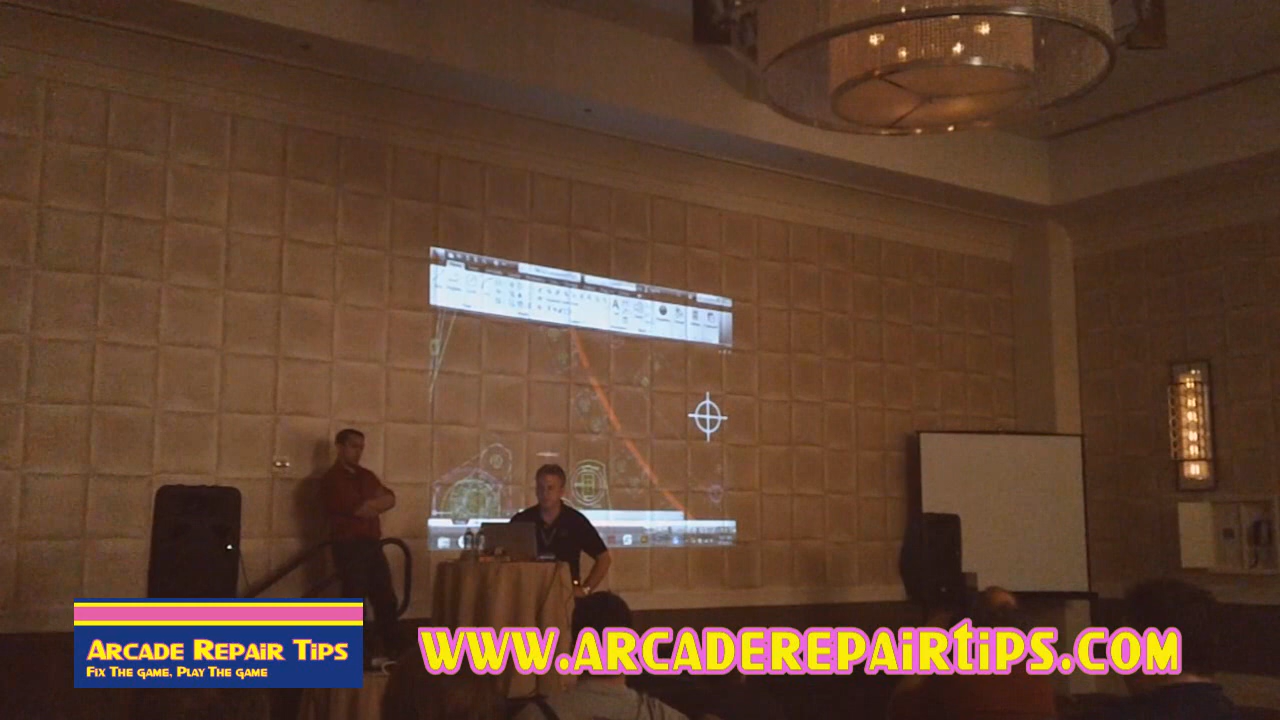 Arcade Repair Tips
Fix The game, Play The game
www.arcaderepairtips.com